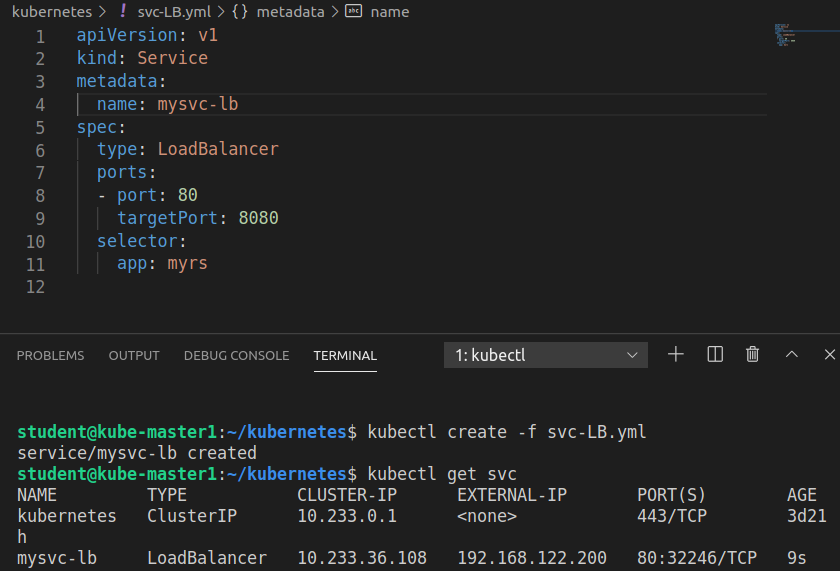 kubernetes > ! svc-LB.yml > {} metadata > abc name
1 apiVersion: v1
2 kind: Service
3 metadata:
4   name: mysvc-lb
5 spec:
6   type: LoadBalancer
7   ports:
8   - port: 80
9     targetPort: 8080
10   selector:
11     app: myrs
12
PROBLEMS OUTPUT DEBUG CONSOLE TERMINAL 1: kubectl
student@kube-master1:~/kubernetes$ kubectl create -f svc-LB.yml
service/mysvc-lb created
student@kube-master1:~/kubernetes$ kubectl get svc
NAME TYPE CLUSTER-IP EXTERNAL-IP PORT(S) AGE
kubernetes ClusterIP 10.233.0.1 <none> 443/TCP 3d21
h
mysvc-lb LoadBalancer 10.233.36.108 192.168.122.200 80:32246/TCP 9s